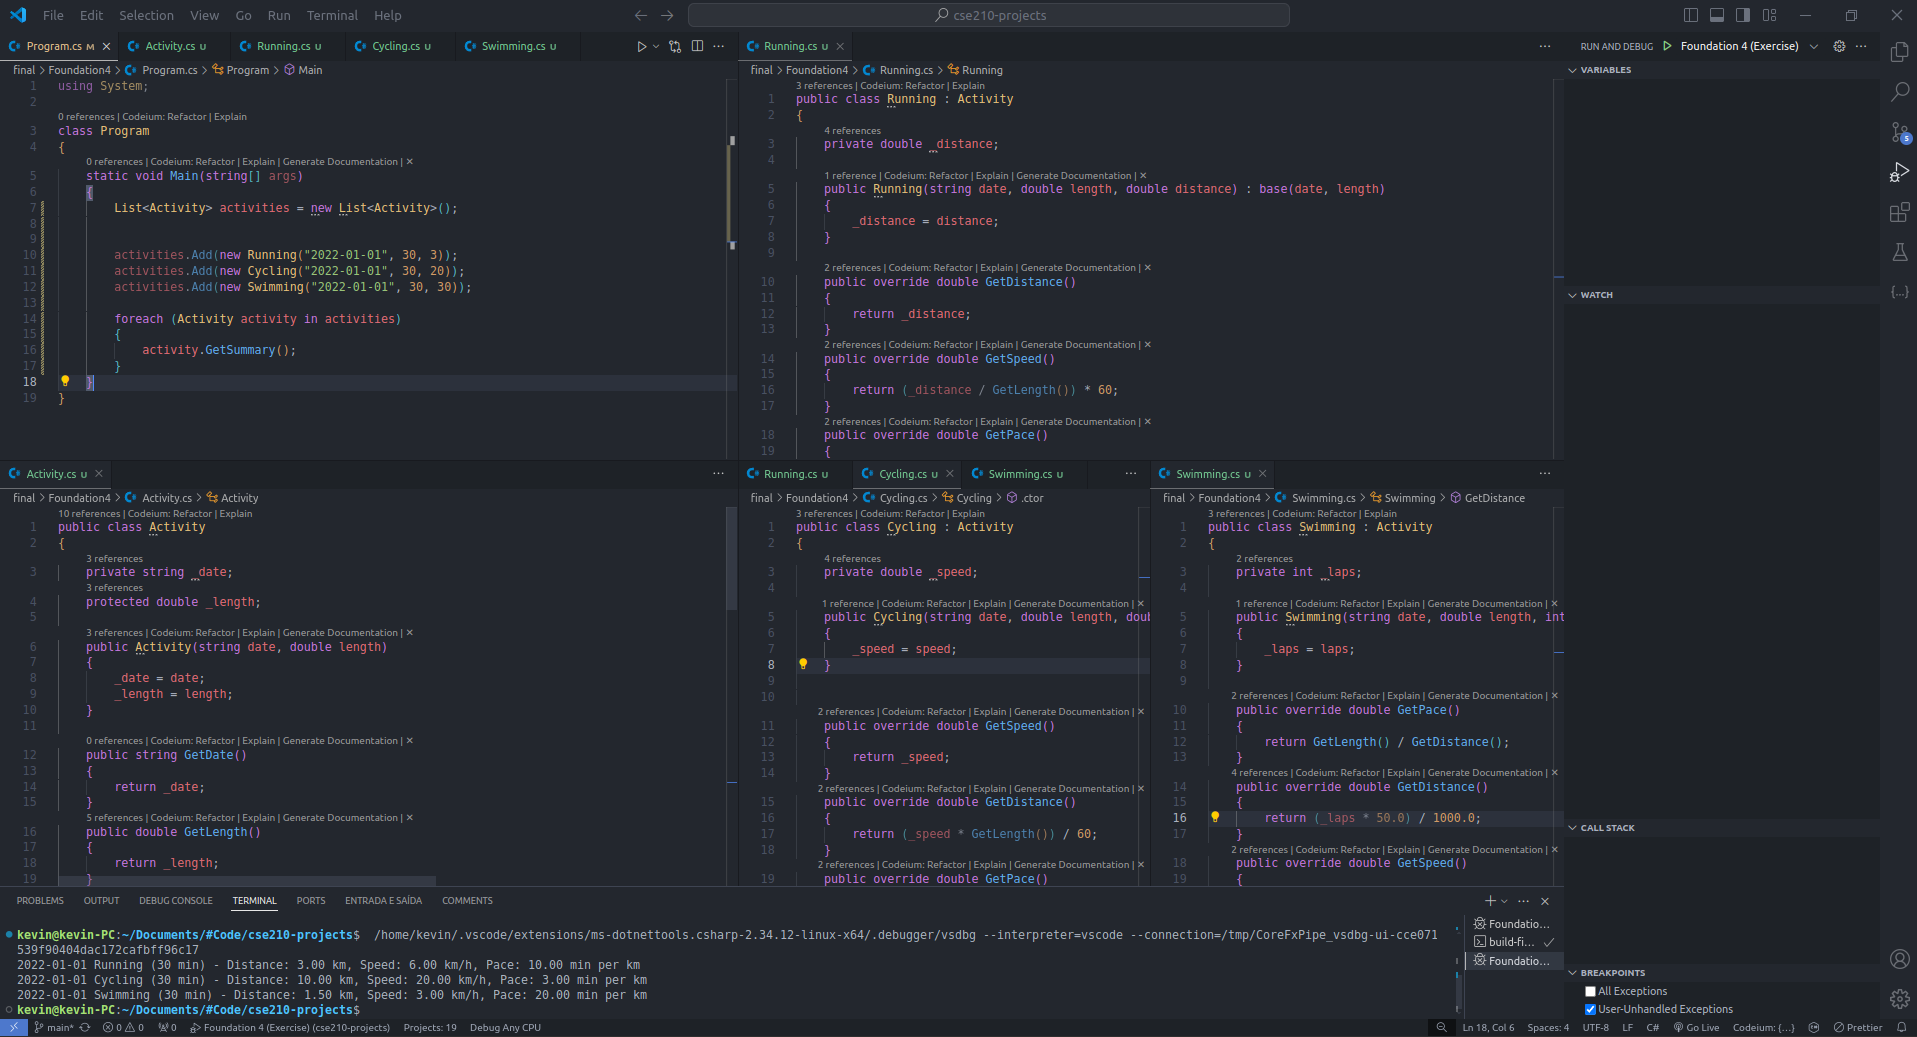 File Edit Selection View Go Run Terminal Help
cse210-projects
Program.cs M
Activity.cs U
Running.cs U
Cycling.cs U
Swimming.cs U
final > Foundation4 > Program.cs > Program > Main
1 using System;
2
0 references | Codeium: Refactor | Explain
3 class Program
4 {
0 references | Codeium: Refactor | Explain | Generate Documentation | ×
5 static void Main(string[] args)
6 {
7 List<Activity> activities = new List<Activity>();
8
9
10 activities.Add(new Running("2022-01-01", 30, 3));
11 activities.Add(new Cycling("2022-01-01", 30, 20));
12 activities.Add(new Swimming("2022-01-01", 30, 30));
13
14 foreach (Activity activity in activities)
15 {
16 activity.GetSummary();
17 }
18 }
19 }
Running.cs U
final > Foundation4 > Running.cs > Running
3 references | Codeium: Refactor | Explain
1 public class Running : Activity
2 {
4 references
3 private double _distance;
4
1 reference | Codeium: Refactor | Explain | Generate Documentation | ×
5 public Running(string date, double length, double distance) : base(date, length)
6 {
7 _distance = distance;
8 }
9
2 references | Codeium: Refactor | Explain | Generate Documentation | ×
10 public override double GetDistance()
11 {
12 return _distance;
13 }
2 references | Codeium: Refactor | Explain | Generate Documentation | ×
14 public override double GetSpeed()
15 {
16 return (_distance / GetLength()) * 60;
17 }
2 references | Codeium: Refactor | Explain | Generate Documentation | ×
18 public override double GetPace()
19 {
Activity.cs U
final > Foundation4 > Activity.cs > Activity
10 references | Codeium: Refactor | Explain
1 public class Activity
2 {
3 references
3 private string _date;
3 references
4 protected double _length;
5
3 references | Codeium: Refactor | Explain | Generate Documentation | ×
6 public Activity(string date, double length)
7 {
8 _date = date;
9 _length = length;
10 }
11
0 references | Codeium: Refactor | Explain | Generate Documentation | ×
12 public string GetDate()
13 {
14 return _date;
15 }
5 references | Codeium: Refactor | Explain | Generate Documentation | ×
16 public double GetLength()
17 {
18 return _length;
19 }
Running.cs U
Cycling.cs U
Swimming.cs U
final > Foundation4 > Cycling.cs > Cycling > .ctor
3 references | Codeium: Refactor | Explain
1 public class Cycling : Activity
2 {
4 references
3 private double _speed;
4
1 reference | Codeium: Refactor | Explain | Generate Documentation | ×
5 public Cycling(string date, double length, doub
6 {
7 _speed = speed;
8 }
9
10
2 references | Codeium: Refactor | Explain | Generate Documentation | ×
11 public override double GetSpeed()
12 {
13 return _speed;
14 }
2 references | Codeium: Refactor | Explain | Generate Documentation | ×
15 public override double GetDistance()
16 {
17 return (_speed * GetLength()) / 60;
18 }
2 references | Codeium: Refactor | Explain | Generate Documentation | ×
19 public override double GetPace()
Swimming.cs U
final > Foundation4 > Swimming.cs > Swimming > GetDistance
3 references | Codeium: Refactor | Explain
1 public class Swimming : Activity
2 {
2 references
3 private int _laps;
4
1 reference | Codeium: Refactor | Explain | Generate Documentation | ×
5 public Swimming(string date, double length, int
6 {
7 _laps = laps;
8 }
9
2 references | Codeium: Refactor | Explain | Generate Documentation | ×
10 public override double GetPace()
11 {
12 return GetLength() / GetDistance();
13 }
4 references | Codeium: Refactor | Explain | Generate Documentation | ×
14 public override double GetDistance()
15 {
16 return (_laps * 50.0) / 1000.0;
17 }
2 references | Codeium: Refactor | Explain | Generate Documentation | ×
18 public override double GetSpeed()
19 {
RUN AND DEBUG Foundation 4 (Exercise)
VARIABLES
WATCH
CALL STACK
BREAKPOINTS
All Exceptions
User-Unhandled Exceptions
5
{...}
PROBLEMS OUTPUT DEBUG CONSOLE TERMINAL PORTS ENTRADA E SAÍDA COMMENTS
kevin@kevin-PC:~/Documents/#Code/cse210-projects$ /home/kevin/.vscode/extensions/ms-dotnettools.csharp-2.34.12-linux-x64/.debugger/vsdbg --interpreter=vscode --connection=/tmp/CoreFxPipe_vsdbg-ui-cce071
539f90404dac172cafbff96c17
2022-01-01 Running (30 min) - Distance: 3.00 km, Speed: 6.00 km/h, Pace: 10.00 min per km
2022-01-01 Cycling (30 min) - Distance: 10.00 km, Speed: 20.00 km/h, Pace: 3.00 min per km
2022-01-01 Swimming (30 min) - Distance: 1.50 km, Speed: 3.00 km/h, Pace: 20.00 min per km
kevin@kevin-PC:~/Documents/#Code/cse210-projects$
Foundatio...
build-fi...
Foundatio...
main* 0 0 0 Foundation 4 (Exercise) (cse210-projects) Projects: 19 Debug Any CPU
Ln 18, Col 6 Spaces: 4 UTF-8 LF C# Go Live Codeium: {...} Prettier